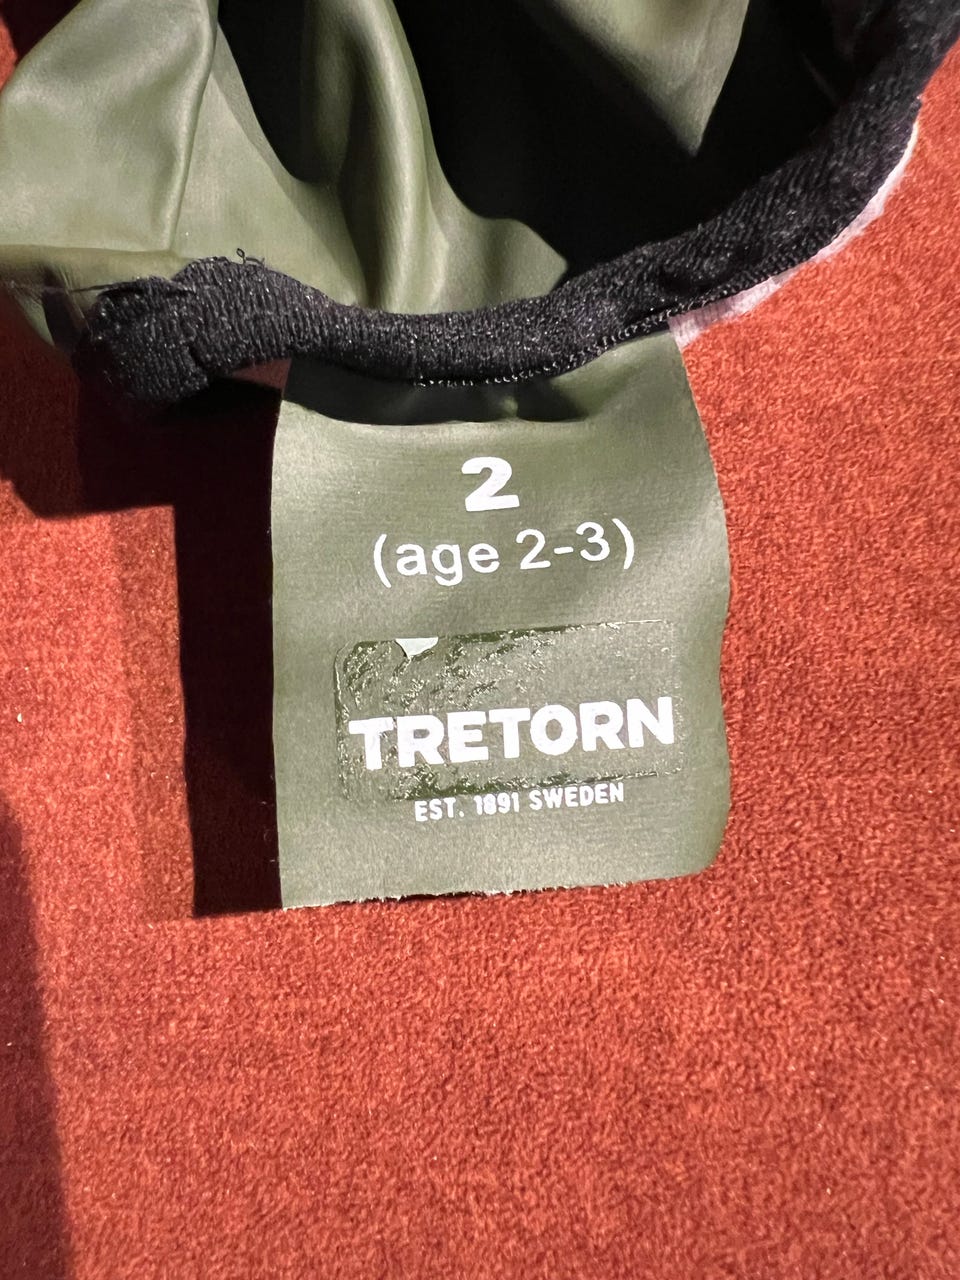 2
(age 2-3)
TRETORN
EST. 1891 SWEDEN